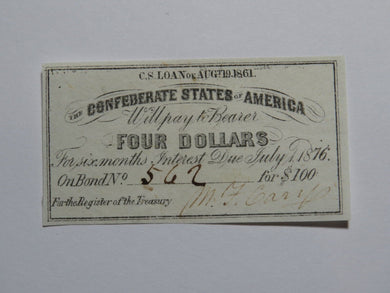 C.S. LOAN OF AUGT. 19. 1861.
THE CONFEDERATE STATES OF AMERICA
Will pay to Bearer
FOUR DOLLARS
For six months Interest Due July 1, 1876.
On Bond No. 562 for $100
For the Register of the Treasury